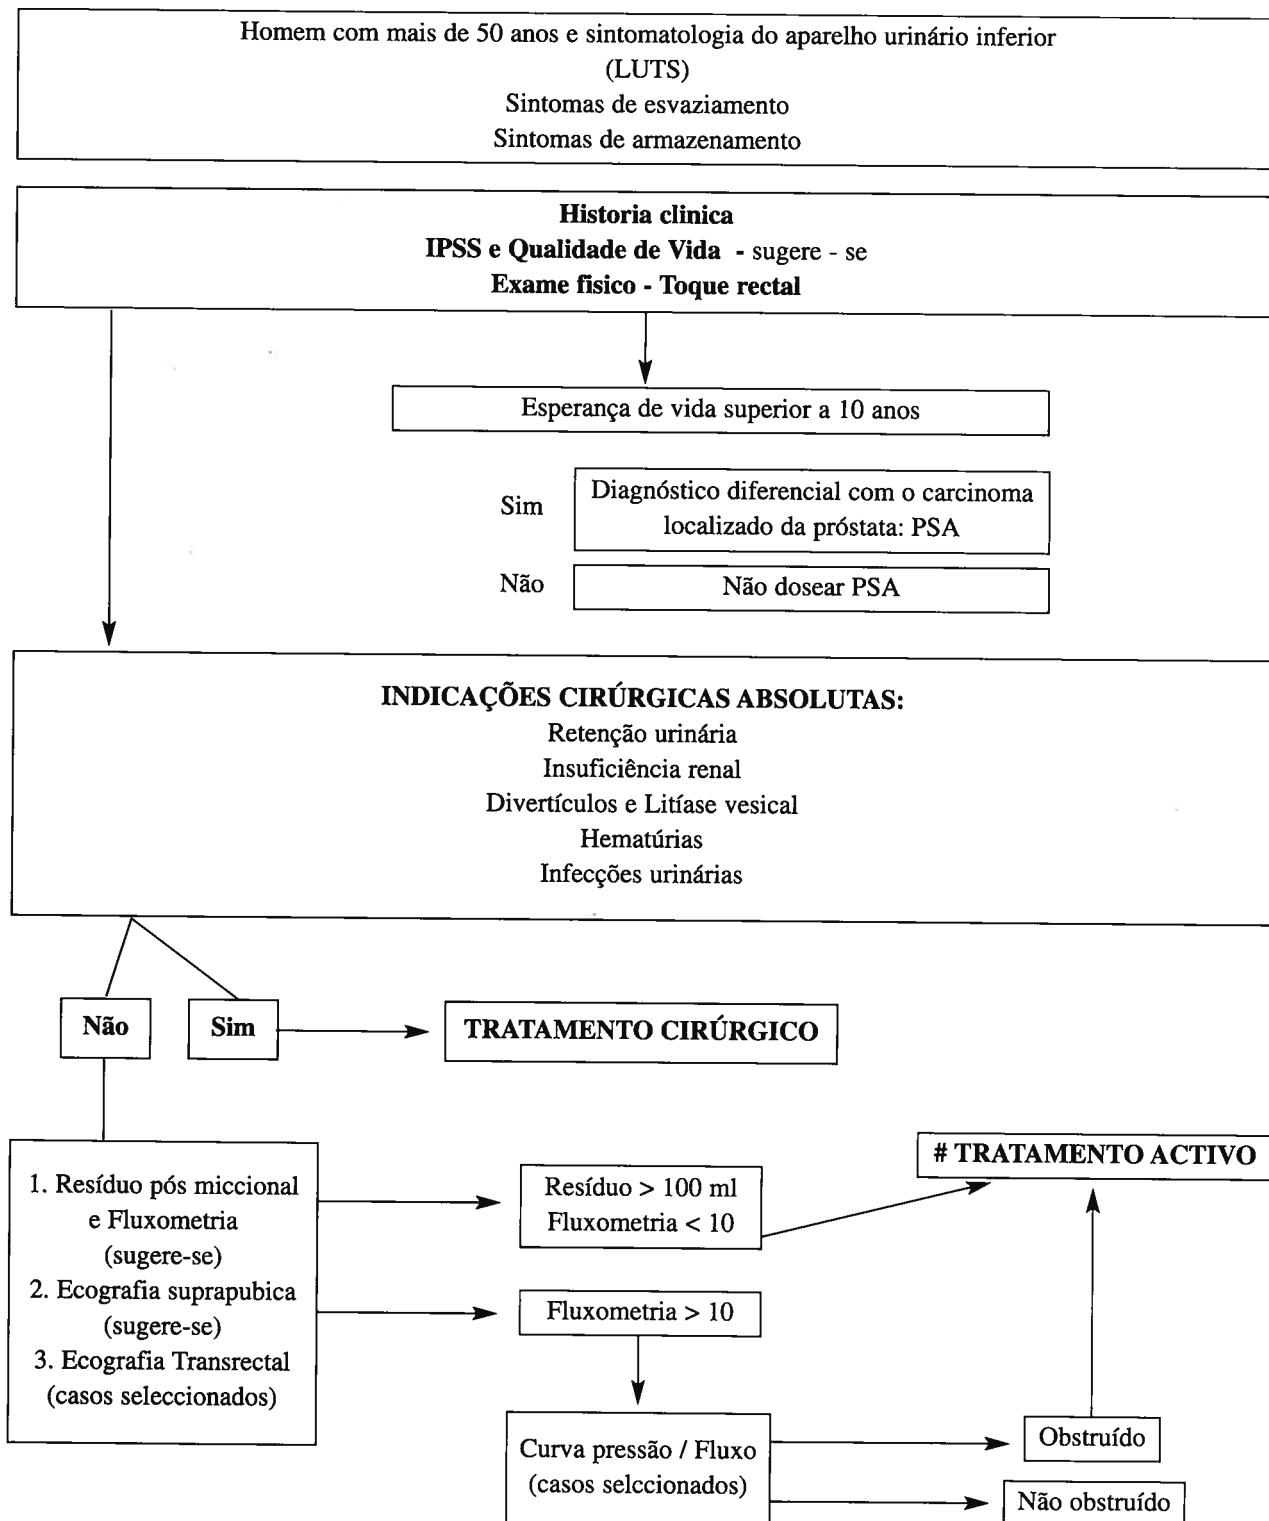 Homem com mais de 50 anos e sintomatologia do aparelho urinário inferior
(LUTS)
Sintomas de esvaziamento
Sintomas de armazenamento
Historia clinica
IPSS e Qualidade de Vida - sugere - se
Exame fisico - Toque rectal
Esperança de vida superior a 10 anos
Sim
Diagnóstico diferencial com o carcinoma
localizado da próstata: PSA
Não
Não dosear PSA
INDICAÇÕES CIRÚRGICAS ABSOLUTAS:
Retenção urinária
Insuficiência renal
Divertículos e Litíase vesical
Hematúrias
Infecções urinárias
Não
Sim
TRATAMENTO CIRÚRGICO
# TRATAMENTO ACTIVO
1. Resíduo pós miccional
e Fluxometria
(sugere-se)
2. Ecografia suprapubica
(sugere-se)
3. Ecografia Transrectal
(casos seleccionados)
Resíduo > 100 ml
Fluxometria < 10
Fluxometria > 10
Curva pressão / Fluxo
(casos selccionados)
Obstruído
Não obstruído